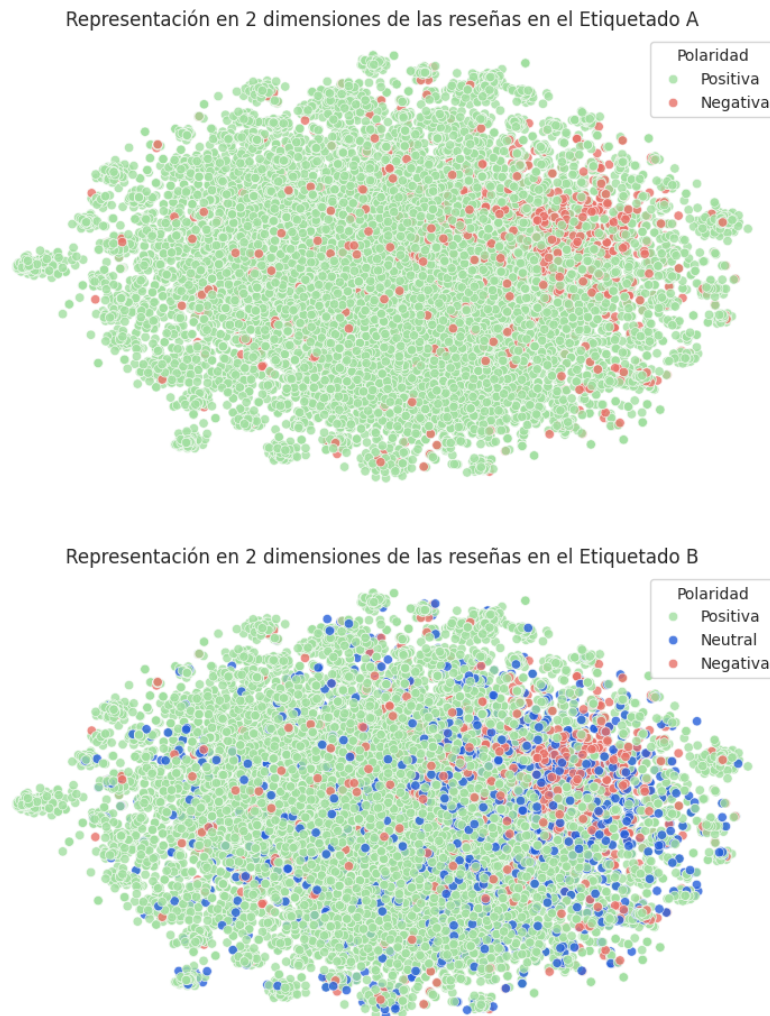 Representación en 2 dimensiones de las reseñas en el Etiquetado A
Polaridad
Positiva
Negativa
Representación en 2 dimensiones de las reseñas en el Etiquetado B
Polaridad
Positiva
Neutral
Negativa